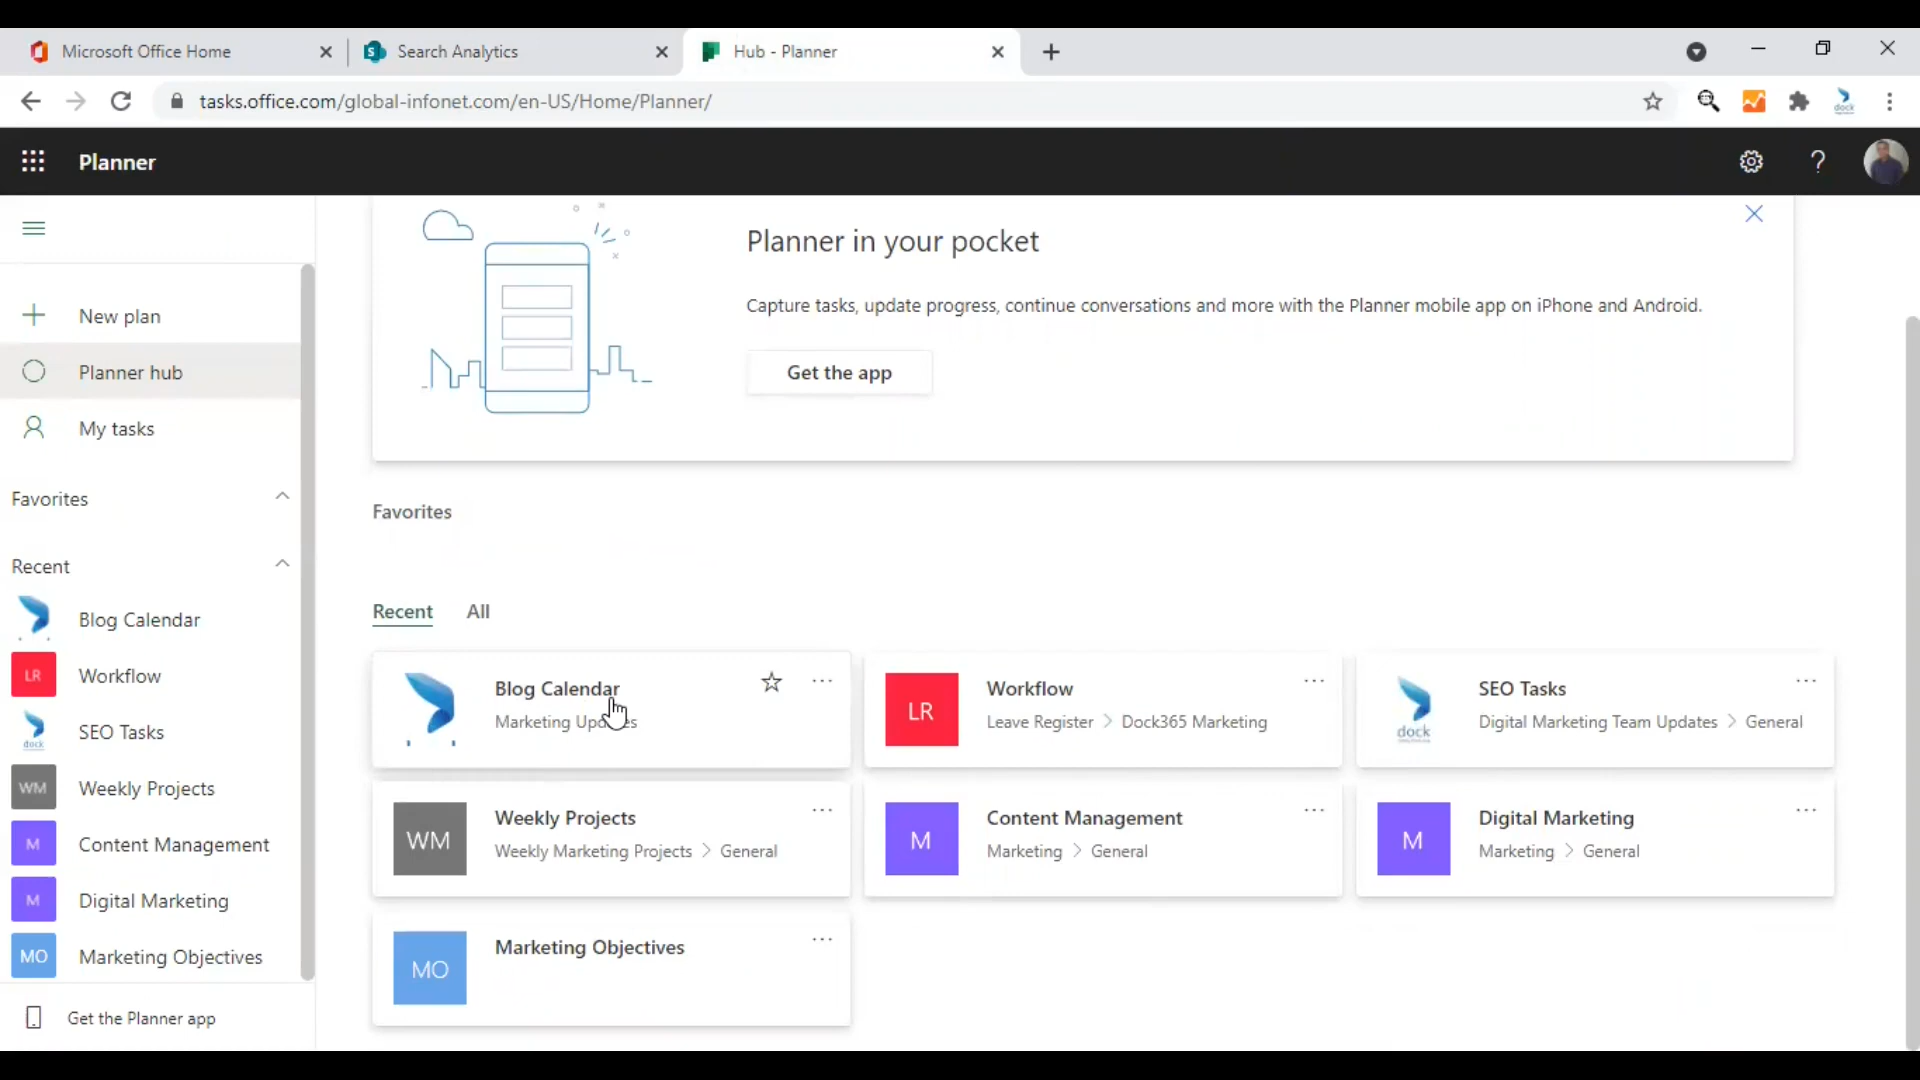 Microsoft Office Home
Search Analytics
Hub - Planner
tasks.office.com/global-infonet.com/en-US/Home/Planner/
dock
Planner
New plan
Planner hub
My tasks
Favorites
Recent
Blog Calendar
LR Workflow
dock SEO Tasks
WM Weekly Projects
M Content Management
M Digital Marketing
MO Marketing Objectives
Get the Planner app
Planner in your pocket
Capture tasks, update progress, continue conversations and more with the Planner mobile app on iPhone and Android.
Get the app
Favorites
Recent All
Blog Calendar
Marketing Updates
LR
Workflow
Leave Register > Dock365 Marketing
dock
SEO Tasks
Digital Marketing Team Updates > General
WM
Weekly Projects
Weekly Marketing Projects > General
M
Content Management
Marketing > General
M
Digital Marketing
Marketing > General
MO
Marketing Objectives